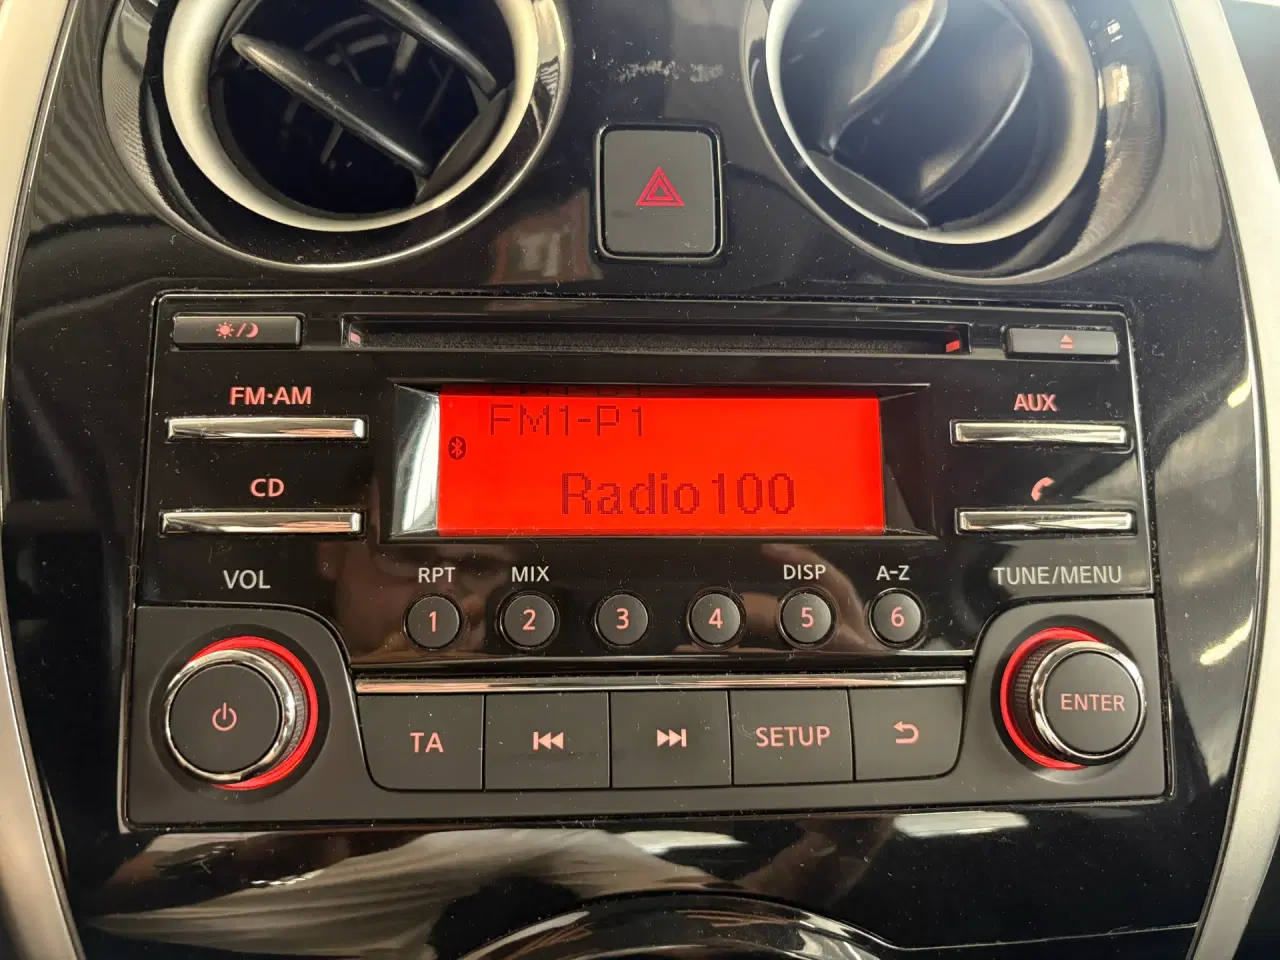 FM·AM
AUX
FM1-P1
Radio100
CD
VOL
RPT
MIX
DISP
A-Z
TUNE/MENU
1
2
3
4
5
6
TA
SETUP
ENTER